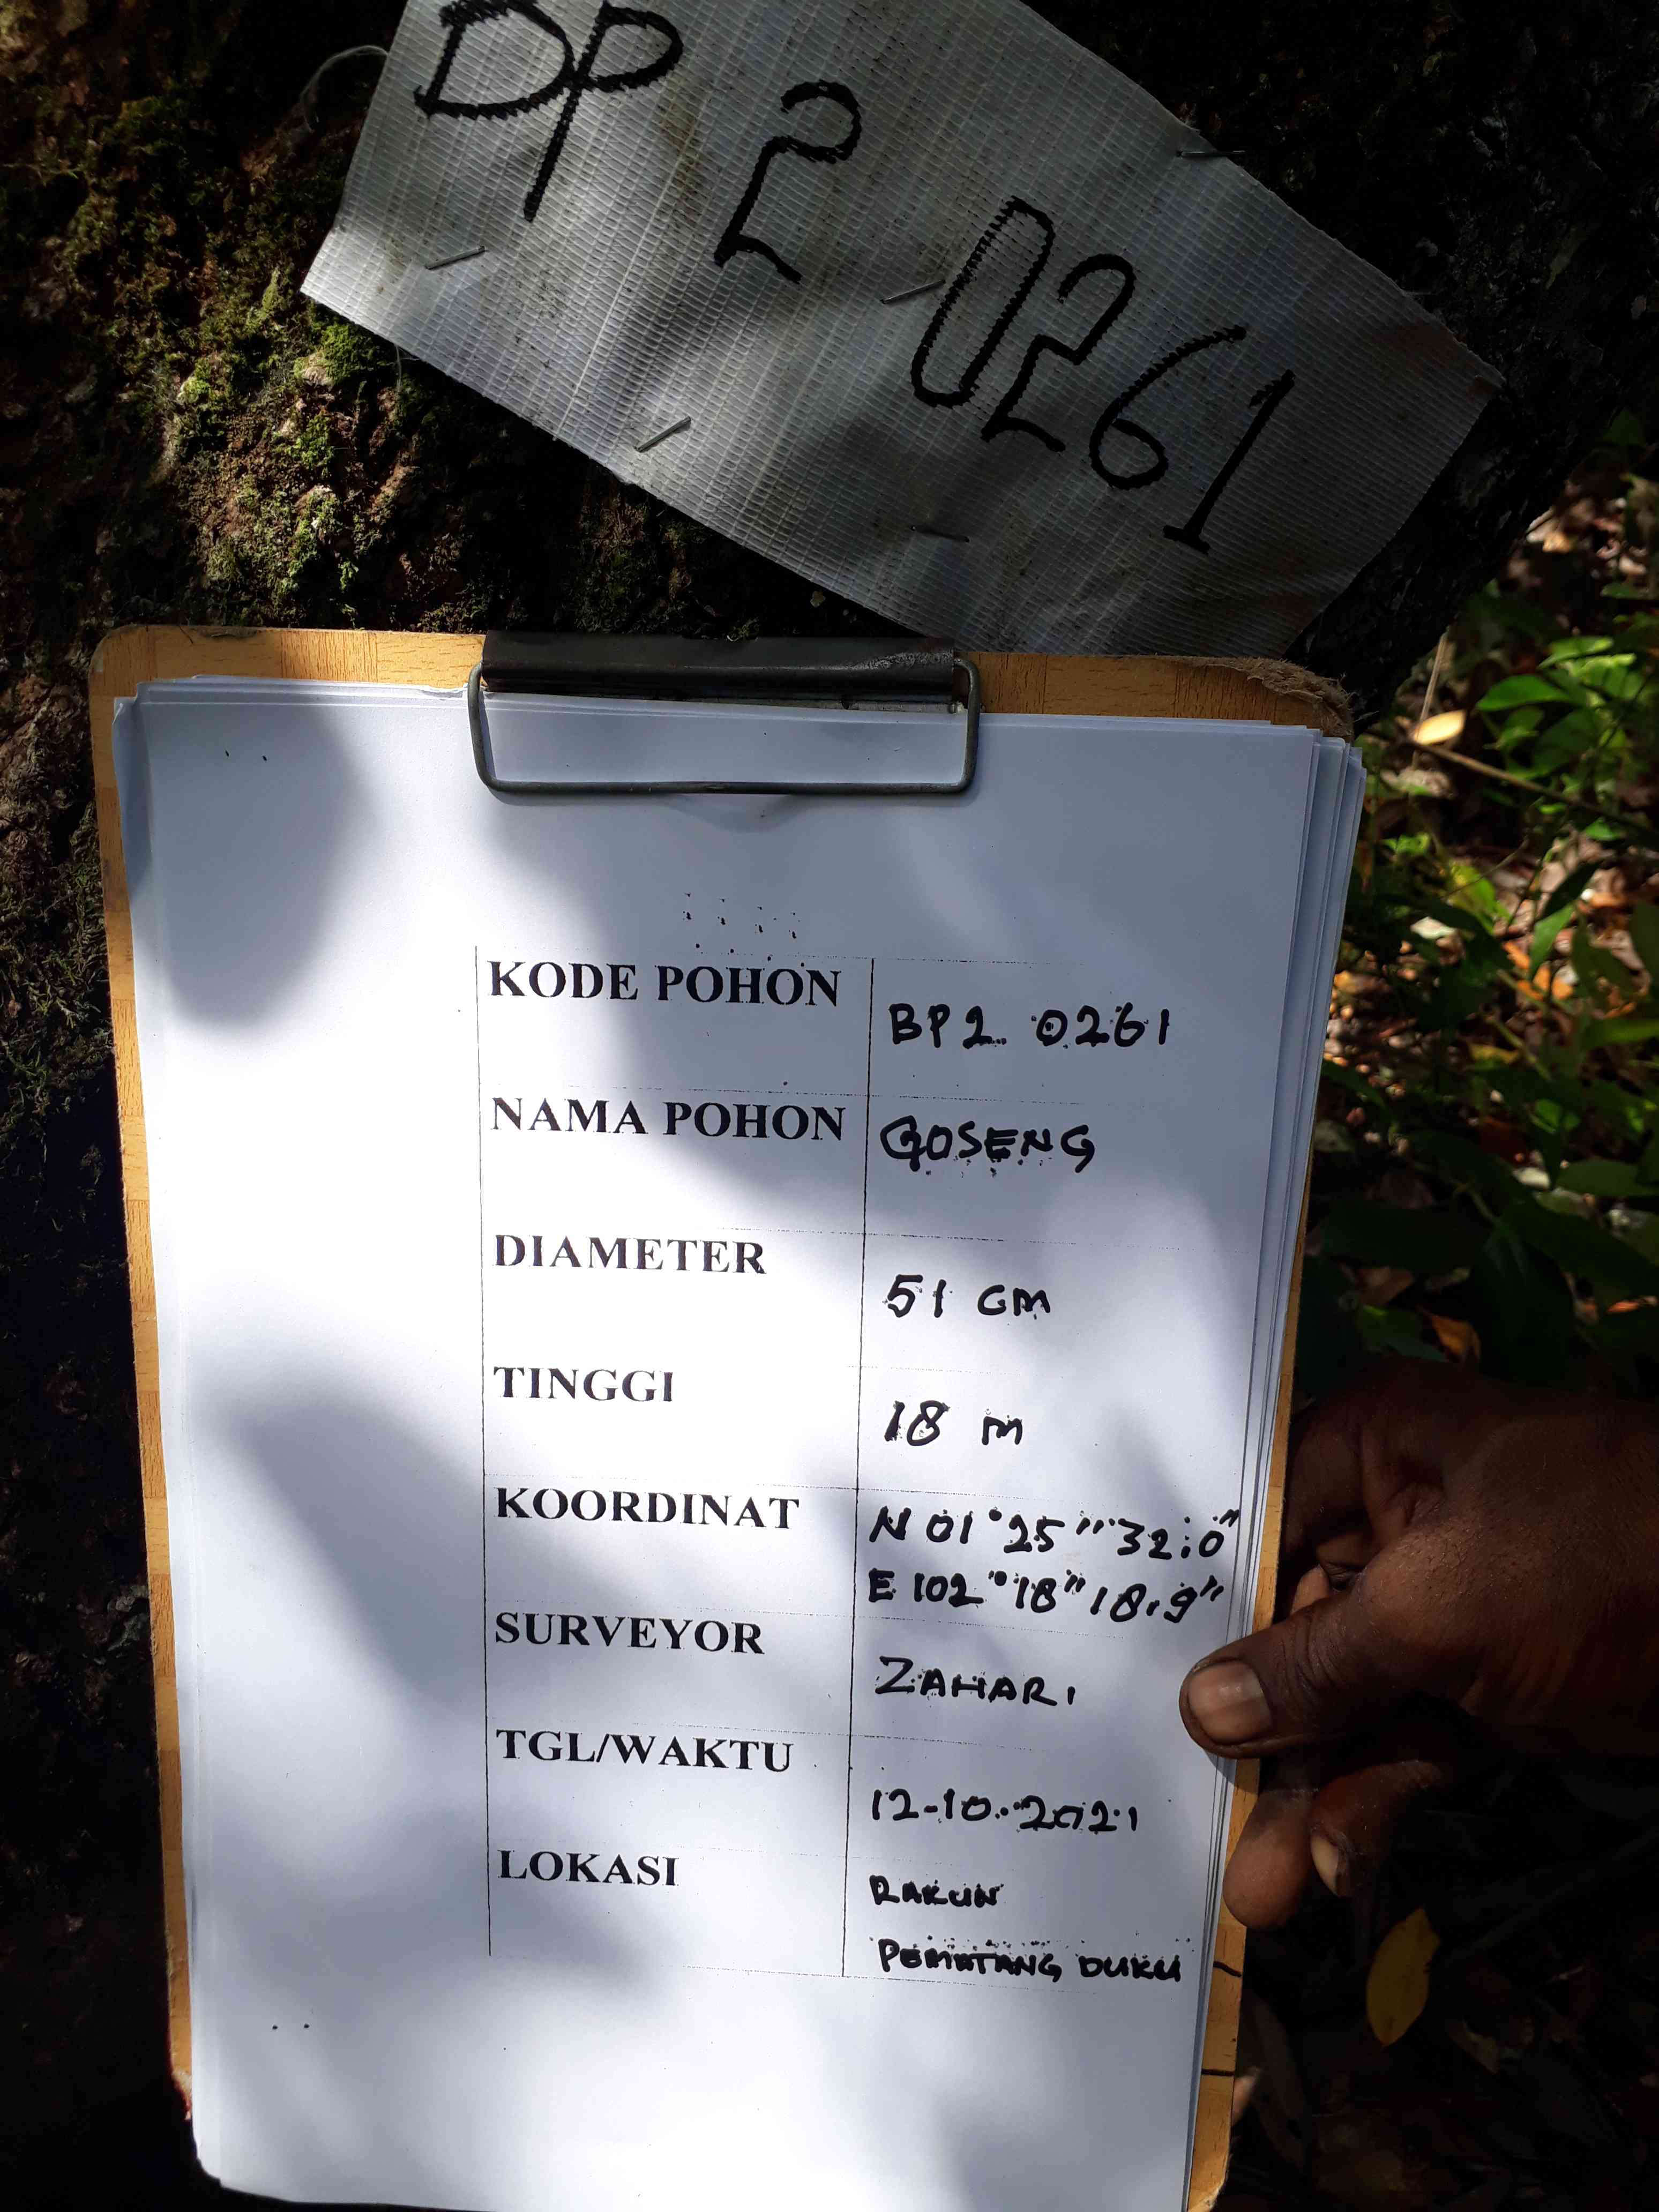 DP 2 0261
KODE POHON BP2 0261
NAMA POHON GOSENG
DIAMETER 51 cm
TINGGI 18 m
KOORDINAT N 01°25"32.0"
E 102°18"18.9"
SURVEYOR ZAHARI
TGL/WAKTU 12-10-2021
LOKASI RAKUN
PEMATANG DUKU